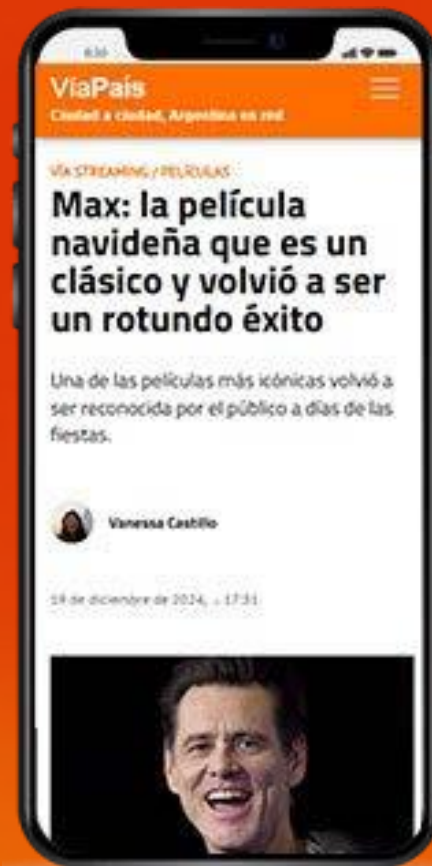 VíaPaís
Ciudad a ciudad, Argentina en red
VÍA STREAMING / PELÍCULAS
Max: la película
navideña que es un
clásico y volvió a ser
un rotundo éxito
Una de las películas más icónicas volvió a
ser reconocida por el público a días de las
fiestas.
Vanessa Castillo
19 de diciembre de 2024, 17:31